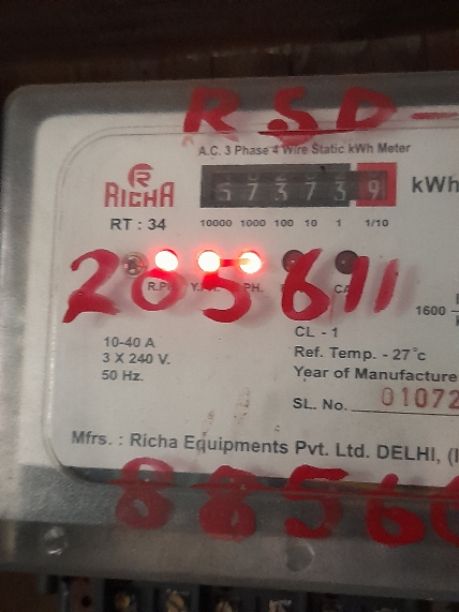 RSD
A.C. 3 Phase 4 Wire Static kWh Meter
RICHA
57373 9
kWh
RT : 34
10000 1000 100 10 1 1/10
R.PH. PH.
205611
1600
10-40 A
3 X 240 V.
50 Hz.
CL - 1
Ref. Temp. - 27°c
Year of Manufacture
SL. No. 01072
Mfrs. : Richa Equipments Pvt. Ltd. DELHI, (I
8856